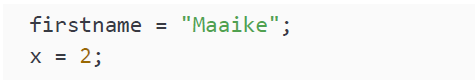 firstname = "Maaike";
x = 2;